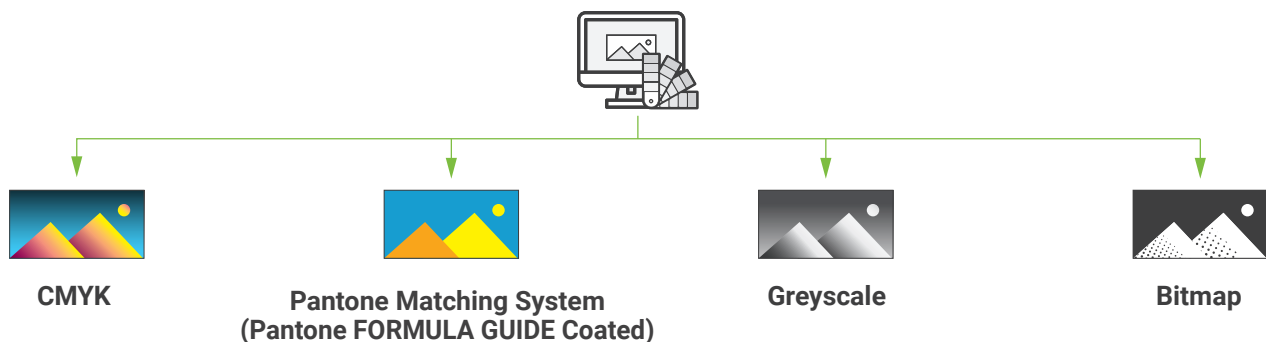 CMYK
Pantone Matching System
(Pantone FORMULA GUIDE Coated)
Greyscale
Bitmap